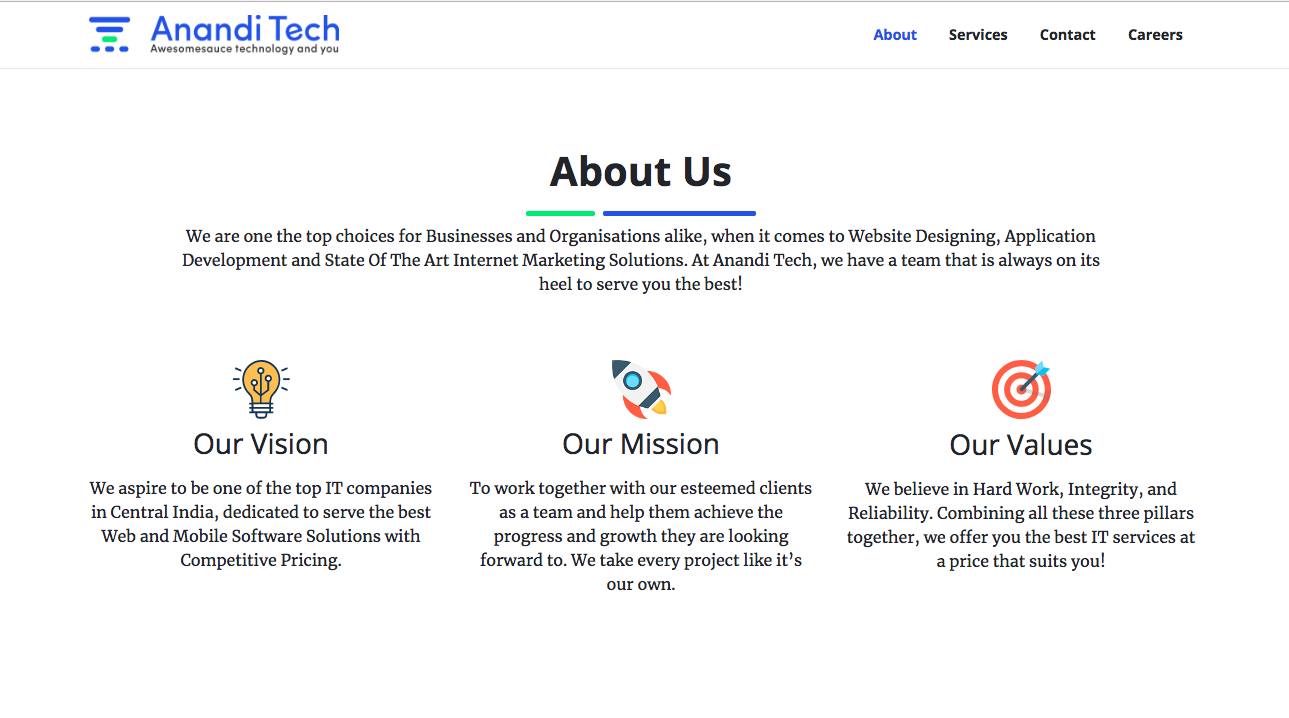 Anandi Tech
Awesomesauce technology and you
About Services Contact Careers
About Us
We are one the top choices for Businesses and Organisations alike, when it comes to Website Designing, Application
Development and State Of The Art Internet Marketing Solutions. At Anandi Tech, we have a team that is always on its
heel to serve you the best!
Our Vision
We aspire to be one of the top IT companies
in Central India, dedicated to serve the best
Web and Mobile Software Solutions with
Competitive Pricing.
Our Mission
To work together with our esteemed clients
as a team and help them achieve the
progress and growth they are looking
forward to. We take every project like it’s
our own.
Our Values
We believe in Hard Work, Integrity, and
Reliability. Combining all these three pillars
together, we offer you the best IT services at
a price that suits you!